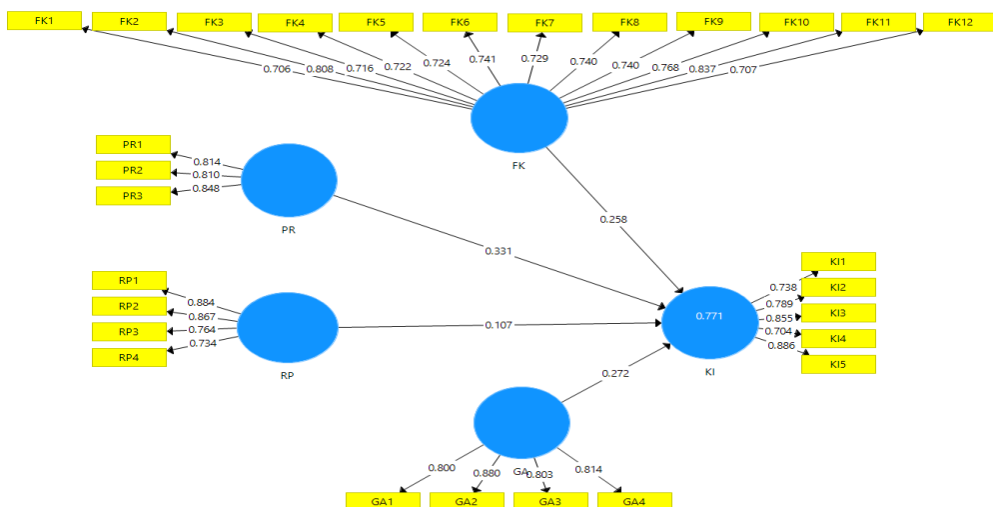 FK1 FK2 FK3 FK4 FK5 FK6 FK7 FK8 FK9 FK10 FK11 FK12
0.706 0.808 0.716 0.722 0.724 0.741 0.729 0.740 0.740 0.768 0.837 0.707
FK
PR1
PR2
PR3
0.814
0.810
0.848
PR
0.258
0.331
RP1
RP2
RP3
RP4
0.884
0.867
0.764
0.734
RP
0.107
0.771
KI
0.738
0.789
0.855
0.704
0.886
KI1
KI2
KI3
KI4
KI5
0.272
GA
0.800 0.880 0.803 0.814
GA1 GA2 GA3 GA4